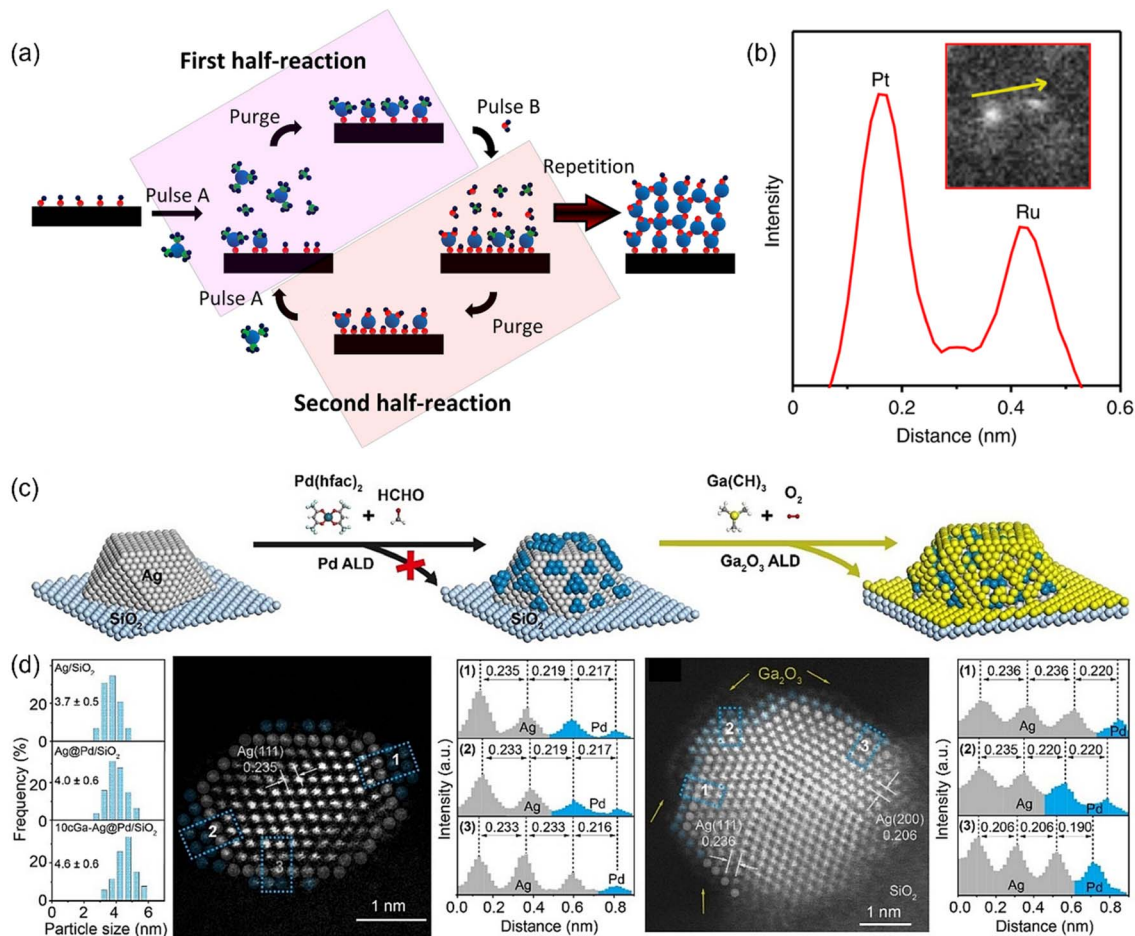 (a)
First half-reaction
Purge
Pulse B
Pulse A
Repetition
Pulse A
Purge
Second half-reaction
(b)
Pt
Ru
Intensity
0 0.2 0.4 0.6
Distance (nm)
(c)
Pd(hfac)2
HCHO
+
Pd ALD
Ga(CH)3
O2
+
Ga2O3 ALD
Ag
SiO2
SiO2
(d)
Ag/SiO2
3.7 ± 0.5
Ag@Pd/SiO2
4.0 ± 0.6
10cGa-Ag@Pd/SiO2
4.6 ± 0.6
Frequency (%)
20
0
20
0
20
0
0 2 4 6
Particle size (nm)
Ag(111)
0.235
1
2
3
1 nm
(1)
0.235 0.219 0.217
Ag
Pd
(2)
0.233 0.219 0.217
Ag
Pd
(3)
0.233 0.233 0.216
Ag
Pd
Intensity (a.u.)
0.0 0.2 0.4 0.6 0.8
Distance (nm)
Ga2O3
2
3
1
Ag(111)
0.236
Ag(200)
0.206
SiO2
1 nm
(1)
0.236 0.236 0.220
Ag
Pd
(2)
0.235 0.220 0.220
Ag
Pd
(3)
0.206 0.206 0.190
Ag
Pd
Intensity (a.u.)
0.0 0.2 0.4 0.6 0.8
Distance (nm)